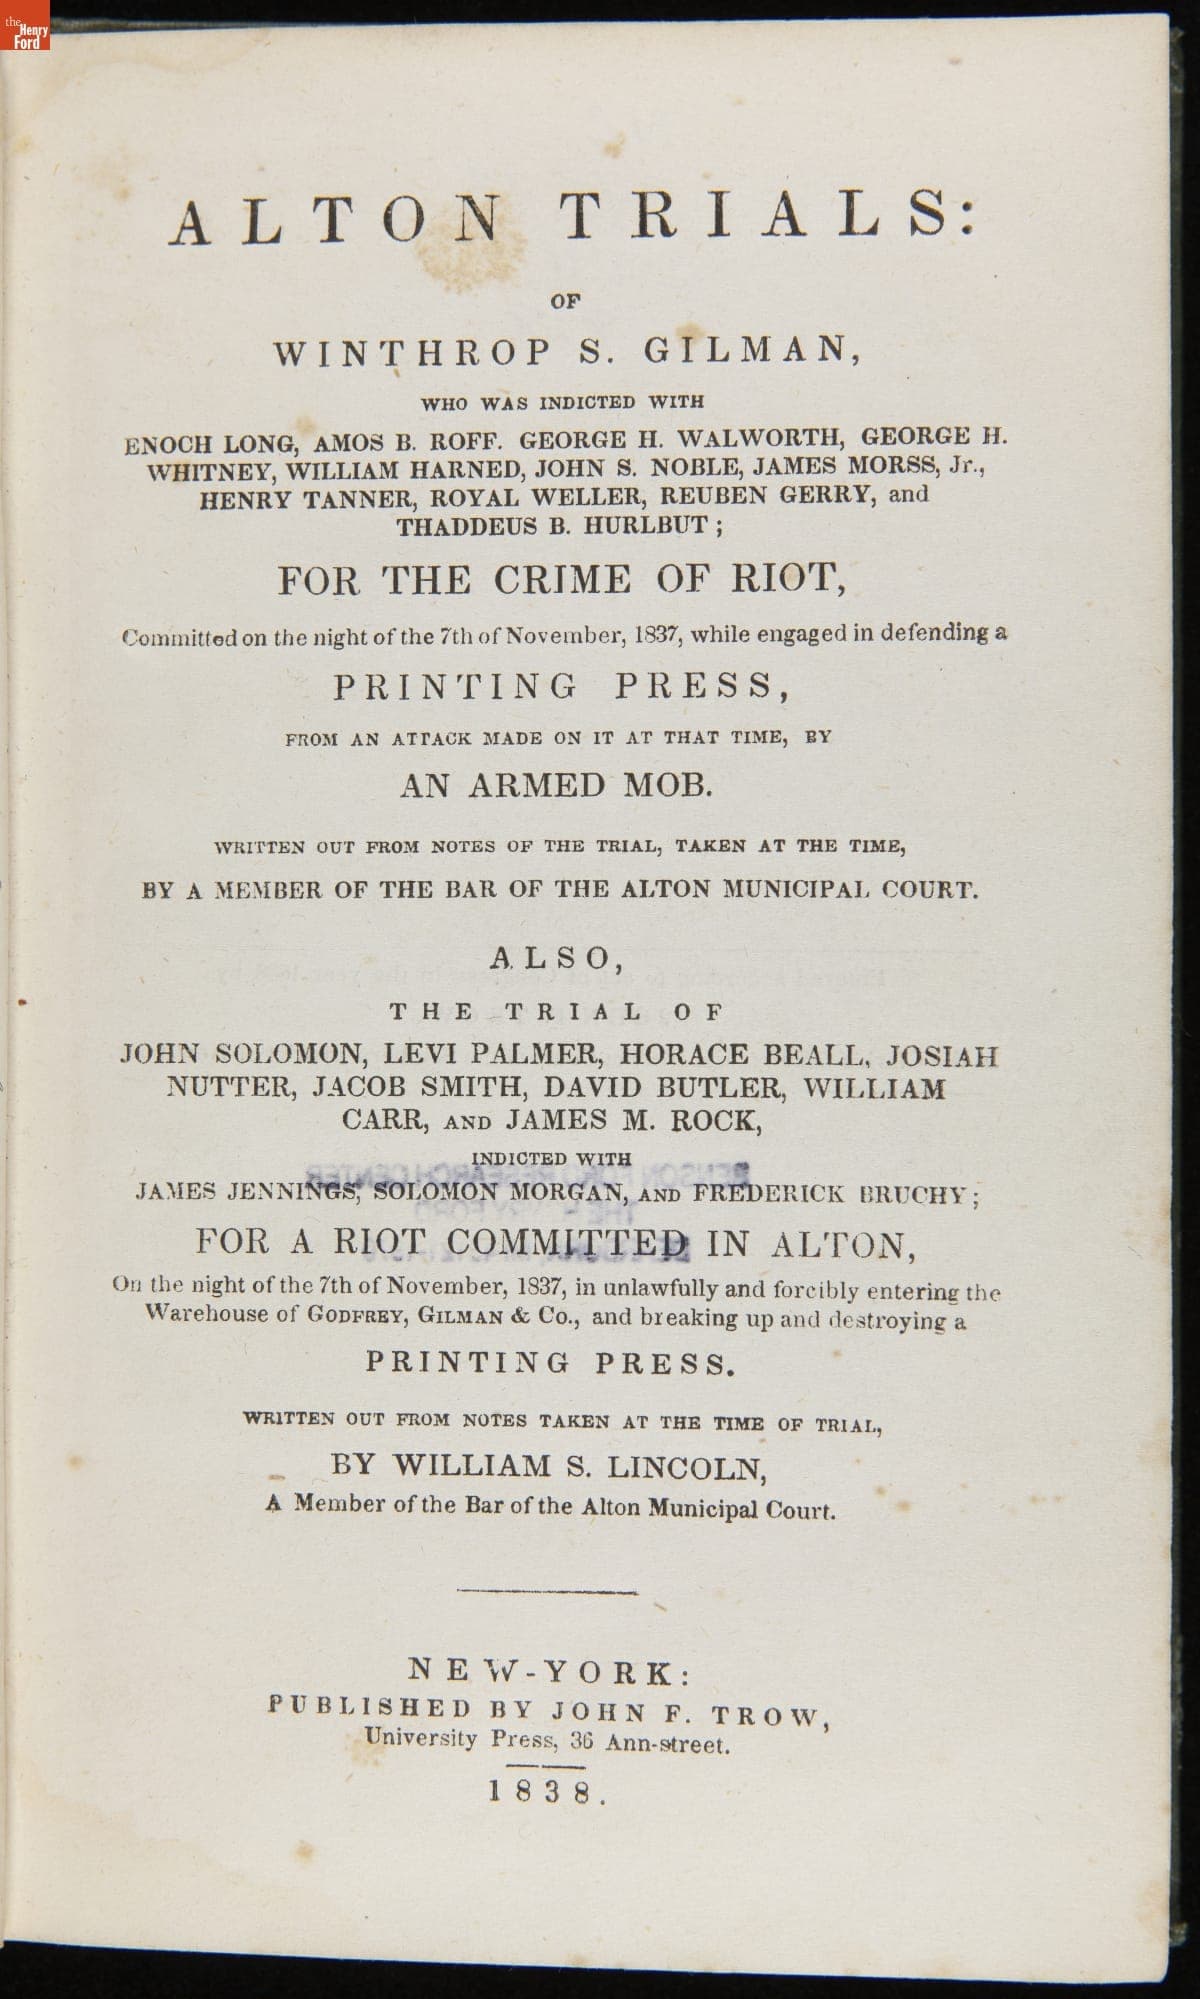 the
Henry
Ford
ALTON TRIALS:
OF
WINTHROP S. GILMAN,
WHO WAS INDICTED WITH
ENOCH LONG, AMOS B. ROFF. GEORGE H. WALWORTH, GEORGE H.
WHITNEY, WILLIAM HARNED, JOHN S. NOBLE, JAMES MORSS, Jr.,
HENRY TANNER, ROYAL WELLER, REUBEN GERRY, and
THADDEUS B. HURLBUT;
FOR THE CRIME OF RIOT,
Committed on the night of the 7th of November, 1837, while engaged in defending a
PRINTING PRESS,
FROM AN ATTACK MADE ON IT AT THAT TIME, BY
AN ARMED MOB.
WRITTEN OUT FROM NOTES OF THE TRIAL, TAKEN AT THE TIME,
BY A MEMBER OF THE BAR OF THE ALTON MUNICIPAL COURT.
ALSO,
THE TRIAL OF
JOHN SOLOMON, LEVI PALMER, HORACE BEALL, JOSIAH
NUTTER, JACOB SMITH, DAVID BUTLER, WILLIAM
CARR, AND JAMES M. ROCK,
INDICTED WITH
JAMES JENNINGS, SOLOMON MORGAN, AND FREDERICK BRUCHY;
FOR A RIOT COMMITTED IN ALTON,
On the night of the 7th of November, 1837, in unlawfully and forcibly entering the
Warehouse of GODFREY, GILMAN & Co., and breaking up and destroying a
PRINTING PRESS.
WRITTEN OUT FROM NOTES TAKEN AT THE TIME OF TRIAL,
BY WILLIAM S. LINCOLN,
A Member of the Bar of the Alton Municipal Court.
NEW-YORK:
PUBLISHED BY JOHN F. TROW,
University Press, 36 Ann-street.
1838.